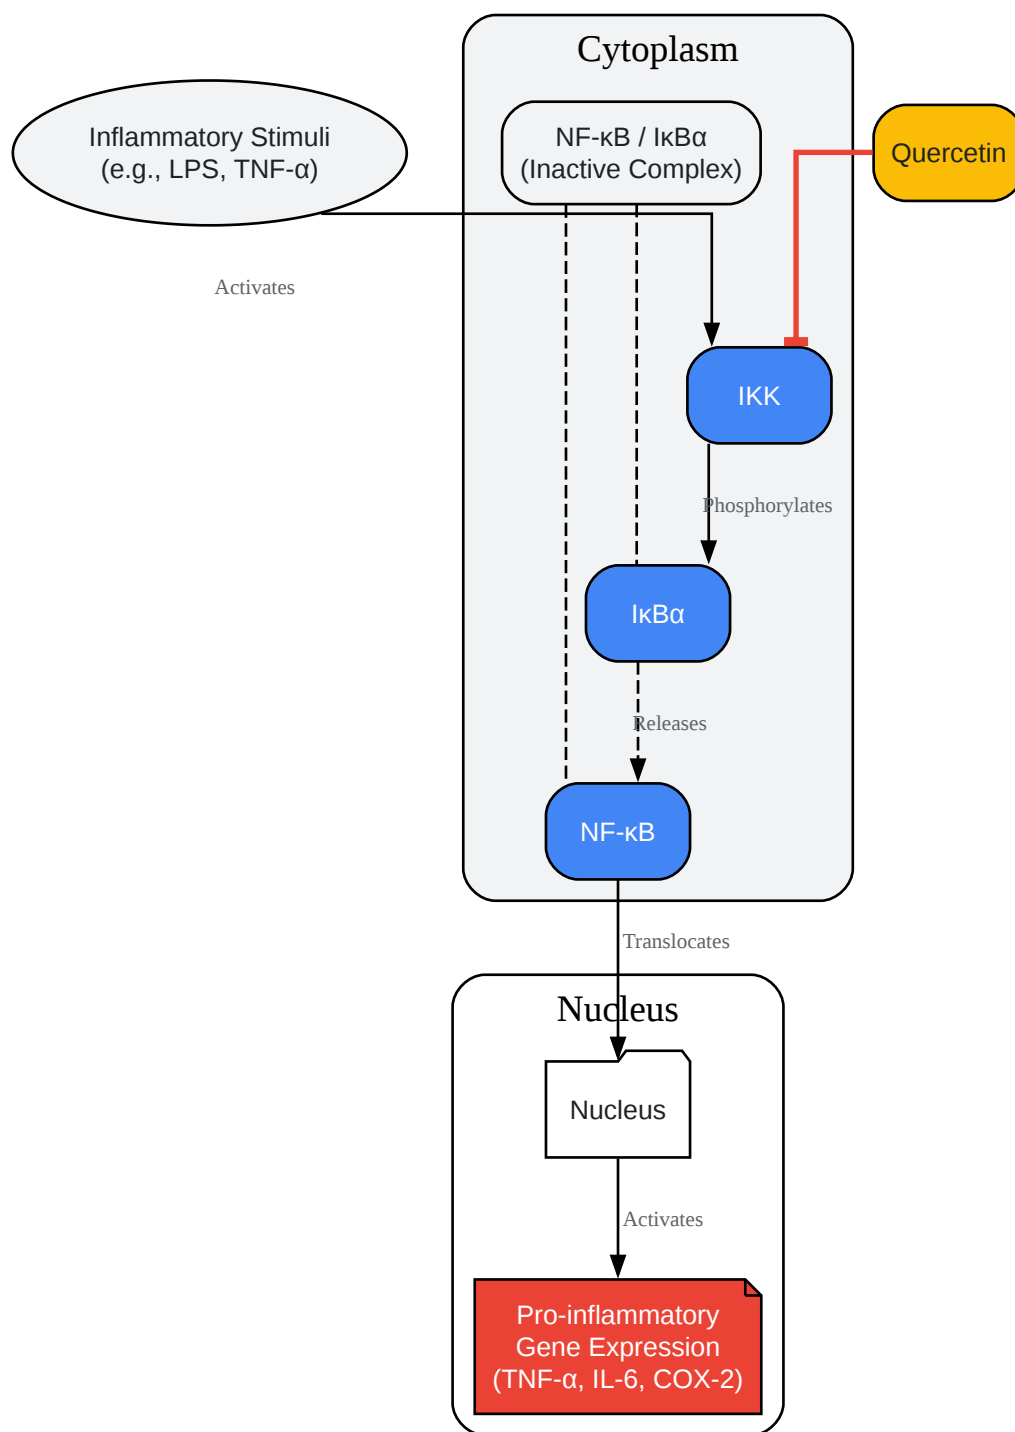 Cytoplasm
Inflammatory Stimuli
(e.g., LPS, TNF-α)
NF-κB / IκBα
(Inactive Complex)
Quercetin
Activates
IKK
Phosphorylates
IκBα
Releases
NF-κB
Translocates
Nucleus
Nucleus
Activates
Pro-inflammatory
Gene Expression
(TNF-α, IL-6, COX-2)